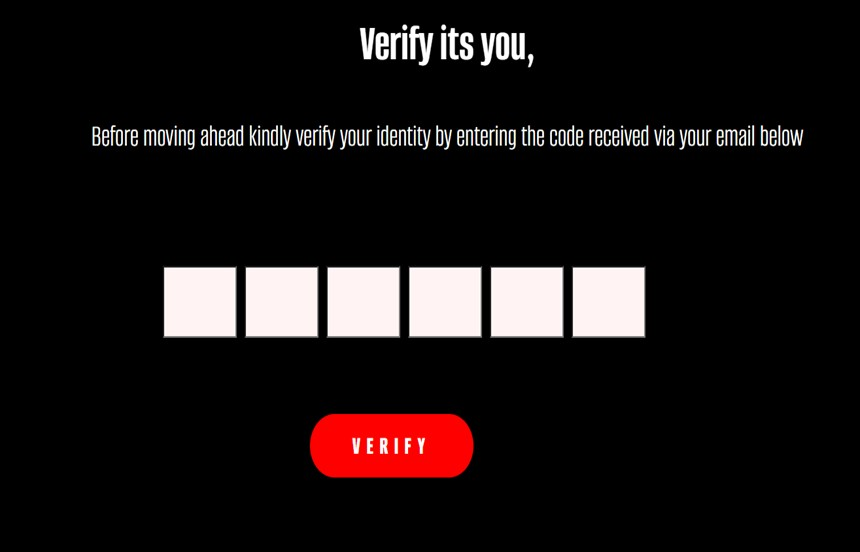 Verify its you,
Before moving ahead kindly verify your identity by entering the code received via your email below
VERIFY